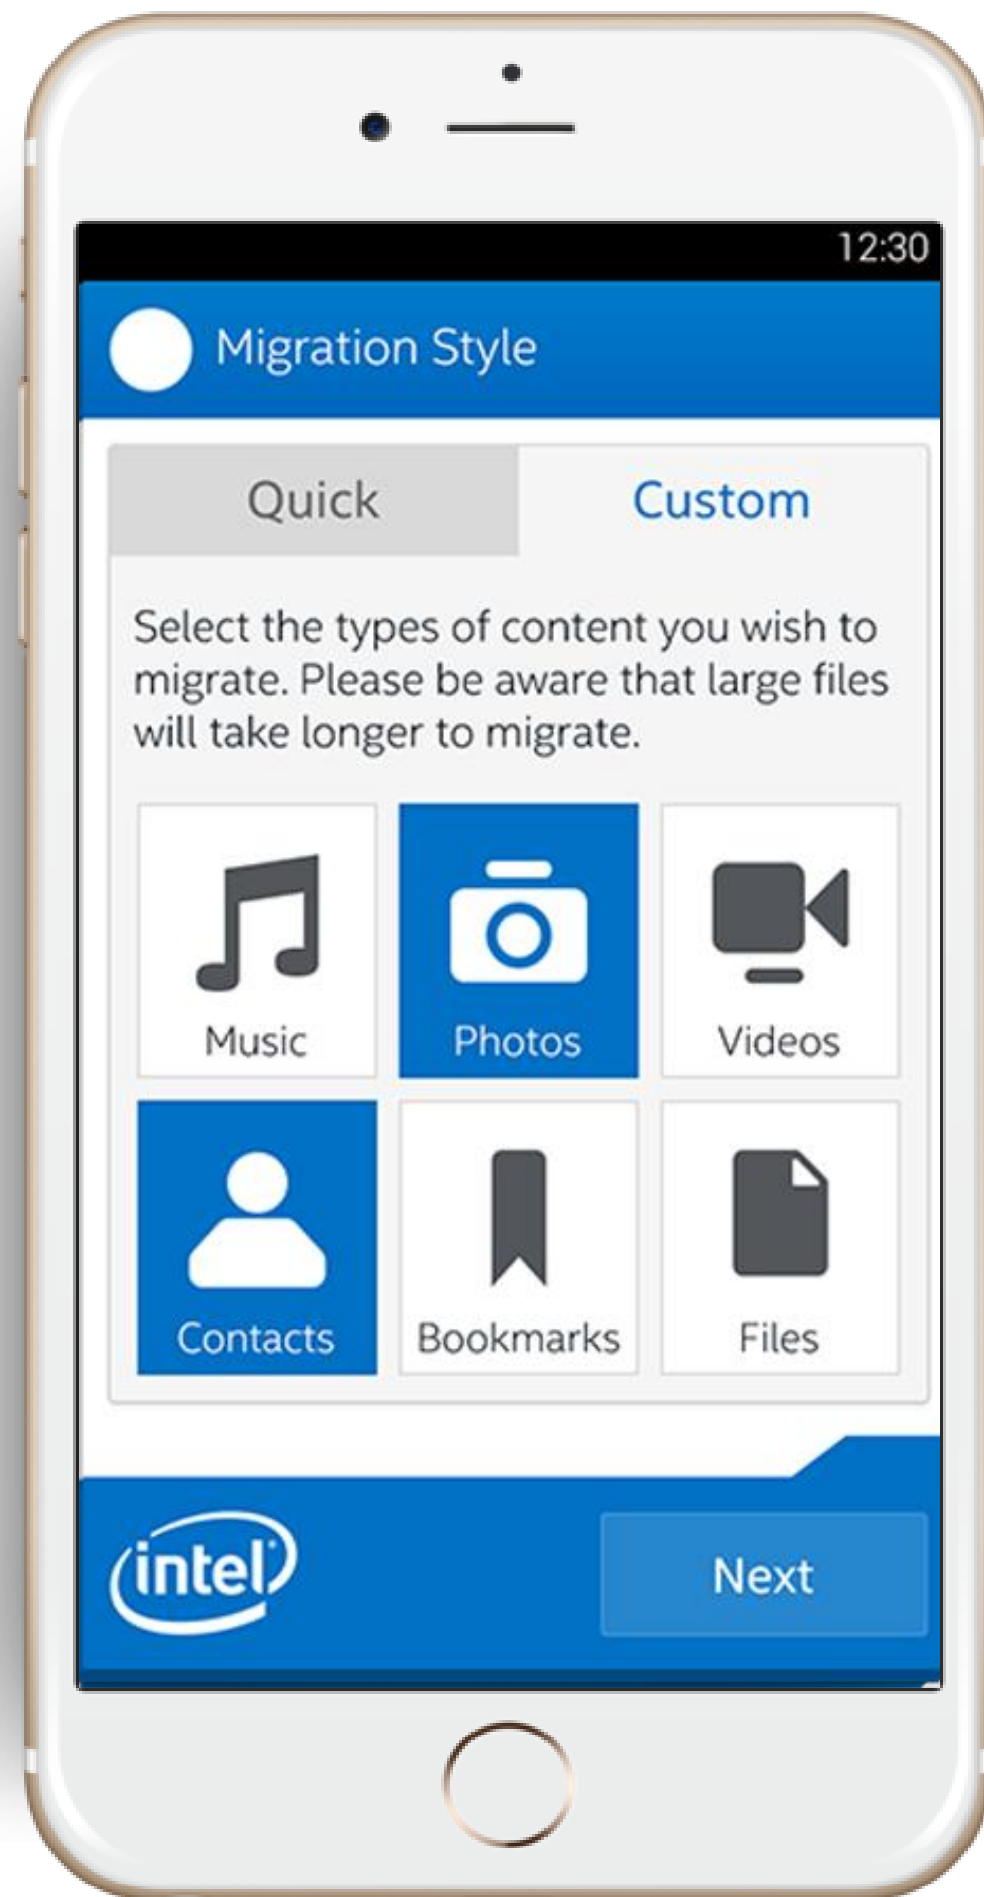 12:30
Migration Style
Quick
Custom
Select the types of content you wish to
migrate. Please be aware that large files
will take longer to migrate.
Music
Photos
Videos
Contacts
Bookmarks
Files
intel
Next